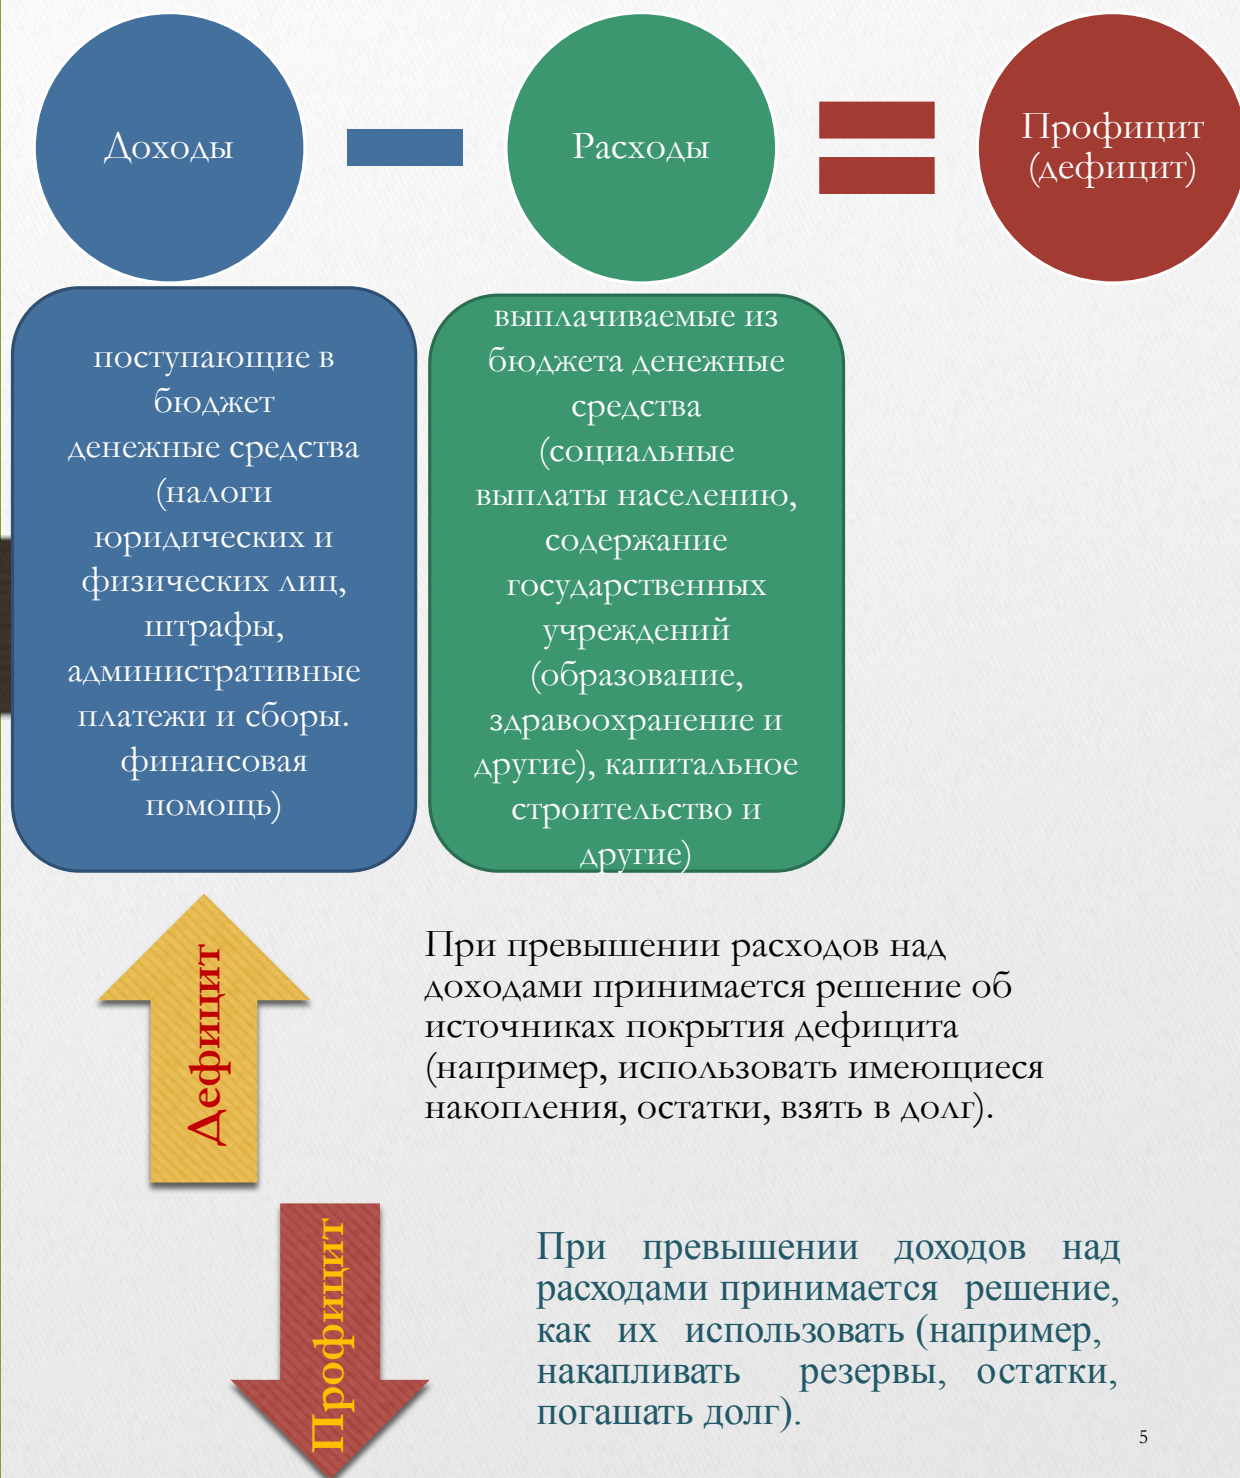 Доходы
Расходы
Профицит
(дефицит)
поступающие в
бюджет
денежные средства
(налоги
юридических и
физических лиц,
штрафы,
административные
платежи и сборы.
финансовая
помощь)
выплачиваемые из
бюджета денежные
средства
(социальные
выплаты населению,
содержание
государственных
учреждений
(образование,
здравоохранение и
другие), капитальное
строительство и
другие)
Дефицит
При превышении расходов над
доходами принимается решение об
источниках покрытия дефицита
(например, использовать имеющиеся
накопления, остатки, взять в долг).
Профицит
При превышении доходов над
расходами принимается решение,
как их использовать (например,
накапливать резервы, остатки,
погашать долг).
5